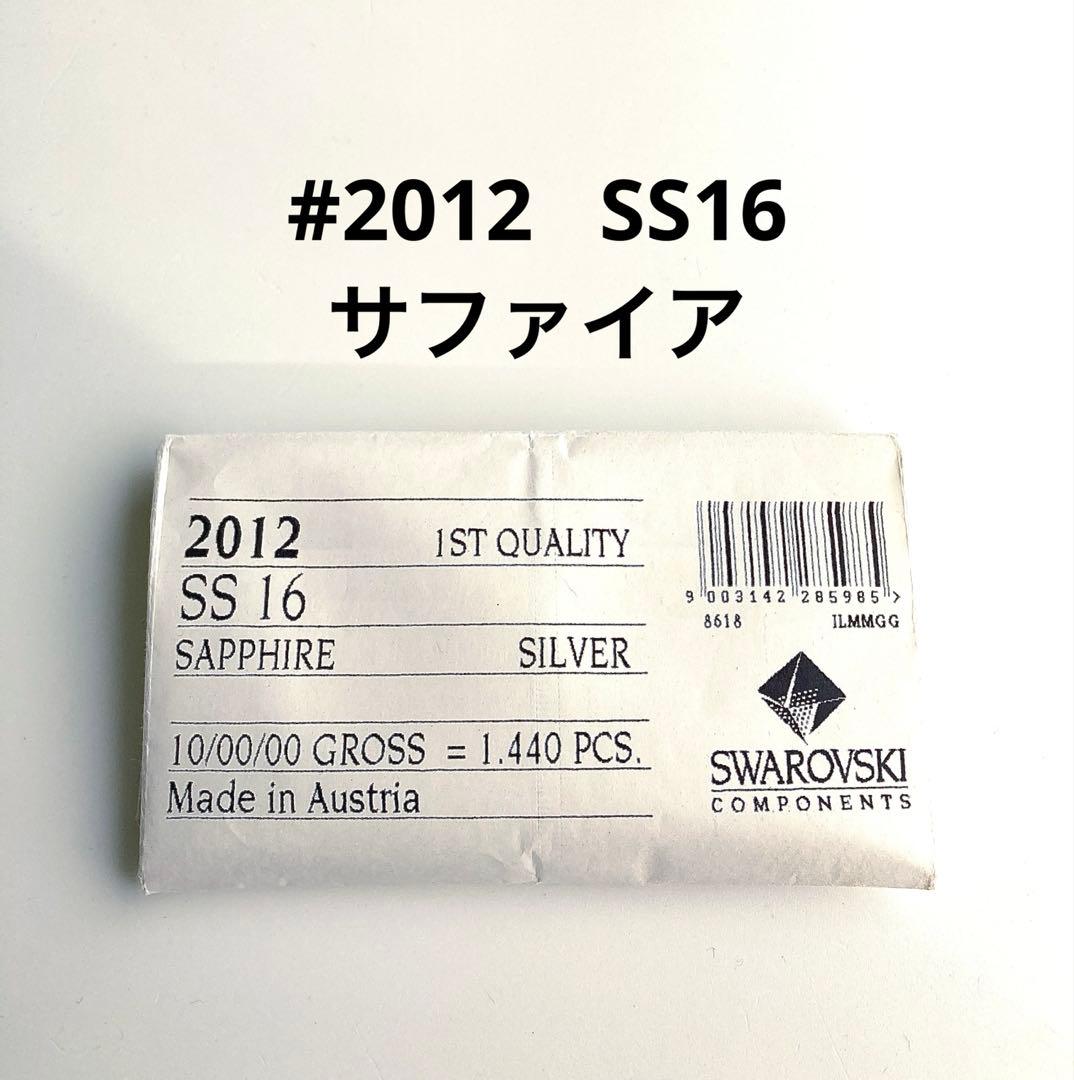 #2012 SS16
サファイア
2012 1ST QUALITY
SS 16
SAPPHIRE SILVER
10/00/00 GROSS = 1.440 PCS.
Made in Austria
9 003142 285985 >
8618 ILMMGG
SWAROVSKI
COMPONENTS